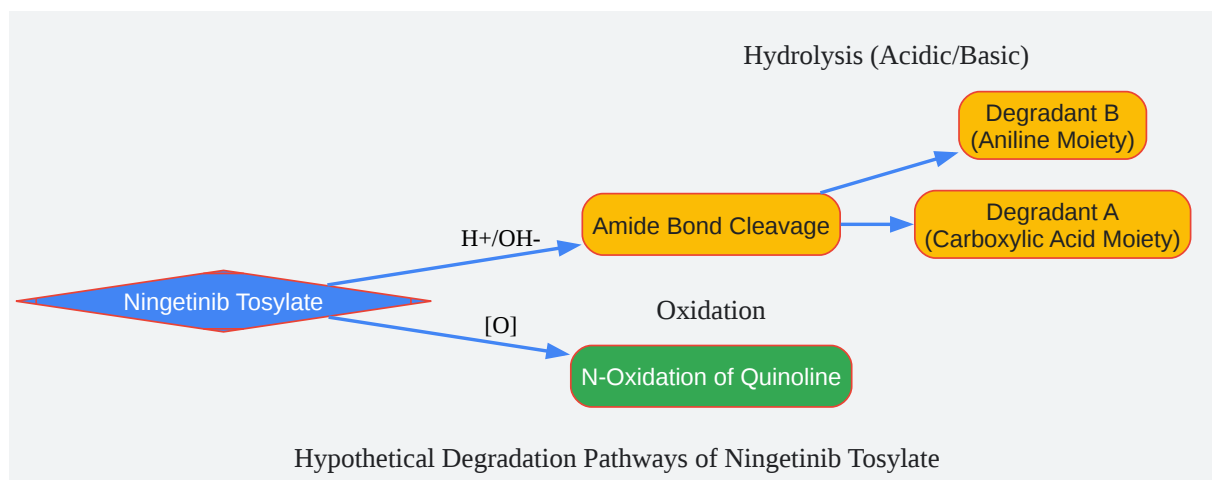 Hydrolysis (Acidic/Basic)
Degradant B
(Aniline Moiety)
Amide Bond Cleavage
Degradant A
(Carboxylic Acid Moiety)
H+/OH-
Ningetinib Tosylate
Oxidation
[O]
N-Oxidation of Quinoline
Hypothetical Degradation Pathways of Ningetinib Tosylate